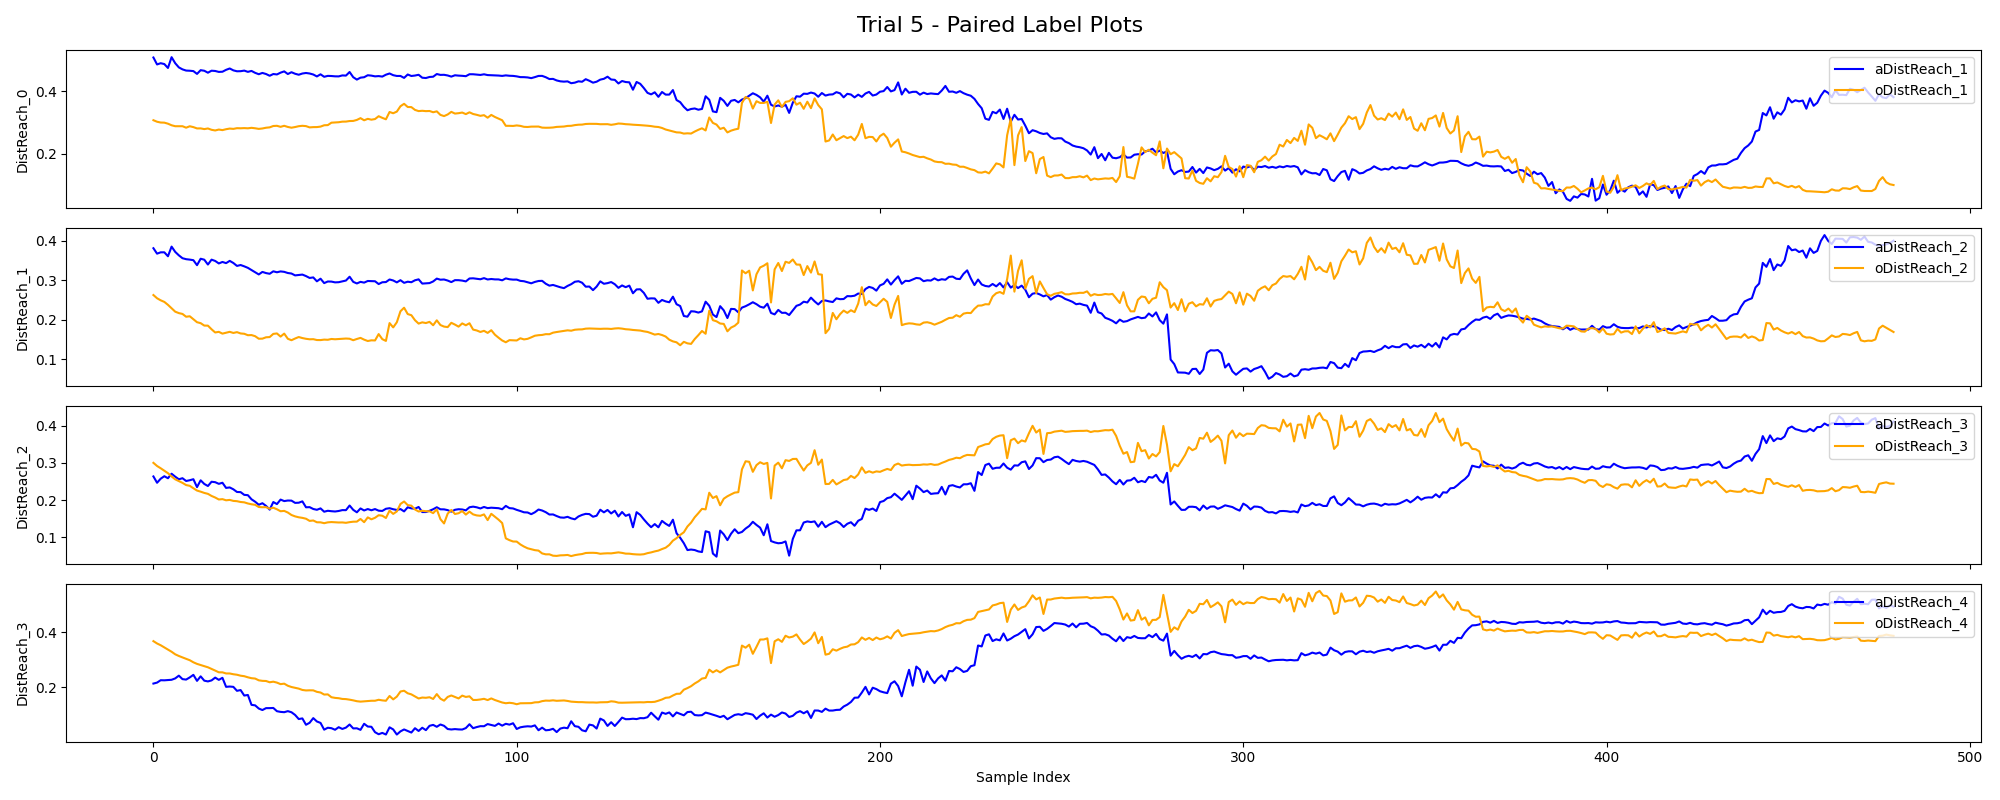 Trial 5 - Paired Label Plots
DistReach_0
0.4
0.2
aDistReach_1
oDistReach_1
DistReach_1
0.4
0.3
0.2
0.1
aDistReach_2
oDistReach_2
DistReach_2
0.4
0.3
0.2
0.1
aDistReach_3
oDistReach_3
DistReach_3
0.4
0.2
aDistReach_4
oDistReach_4
0 100 200 300 400 500
Sample Index